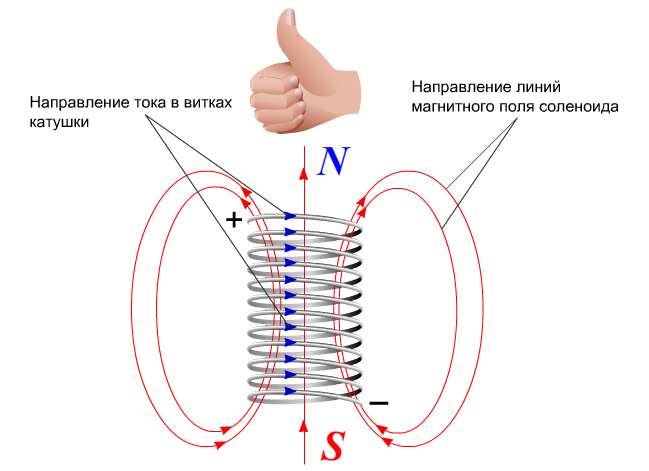 Направление тока в витках
катушки
Направление линий
магнитного поля соленоида
N
+
−
S